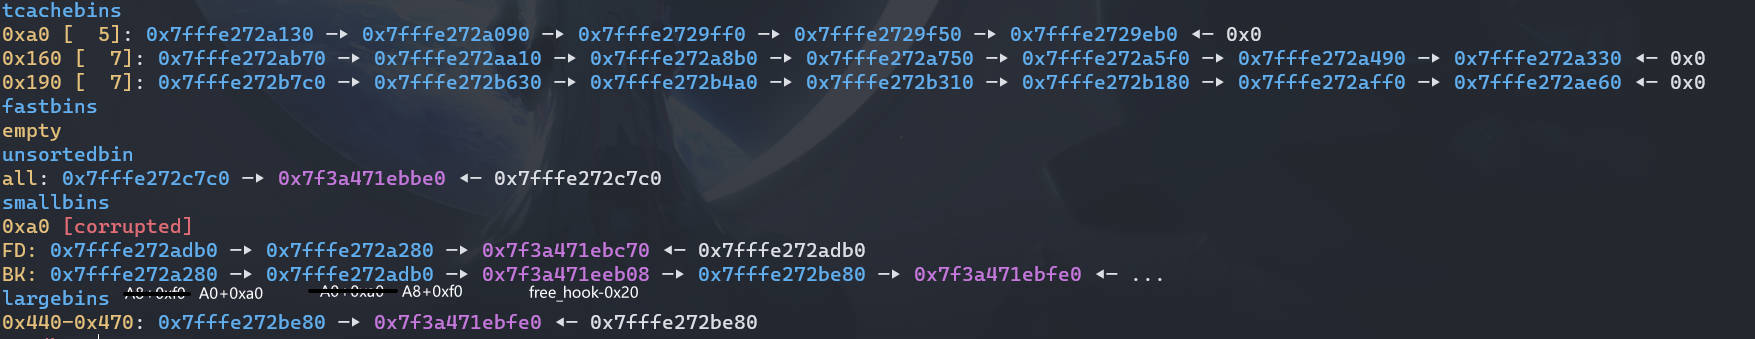 tcachebins
0xa0 [  5]: 0x7fffe272a130 —▸ 0x7fffe272a090 —▸ 0x7fffe2729ff0 —▸ 0x7fffe2729f50 —▸ 0x7fffe2729eb0 ◂— 0x0
0x160 [  7]: 0x7fffe272ab70 —▸ 0x7fffe272aa10 —▸ 0x7fffe272a8b0 —▸ 0x7fffe272a750 —▸ 0x7fffe272a5f0 —▸ 0x7fffe272a490 —▸ 0x7fffe272a330 ◂— 0x0
0x190 [  7]: 0x7fffe272b7c0 —▸ 0x7fffe272b630 —▸ 0x7fffe272b4a0 —▸ 0x7fffe272b310 —▸ 0x7fffe272b180 —▸ 0x7fffe272aff0 —▸ 0x7fffe272ae60 ◂— 0x0
fastbins
empty
unsortedbin
all: 0x7fffe272c7c0 —▸ 0x7f3a471ebbe0 ◂— 0x7fffe272c7c0
smallbins
0xa0 [corrupted]
FD: 0x7fffe272adb0 —▸ 0x7fffe272a280 —▸ 0x7f3a471ebc70 ◂— 0x7fffe272adb0
BK: 0x7fffe272a280 —▸ 0x7fffe272adb0 —▸ 0x7f3a471eeb08 —▸ 0x7fffe272be80 —▸ 0x7f3a471ebfe0 ◂— ...
largebins A8+0xf0 A0+0xa0 A0+0xa0 A8+0xf0 free_hook-0x20
0x440-0x470: 0x7fffe272be80 —▸ 0x7f3a471ebfe0 ◂— 0x7fffe272be80